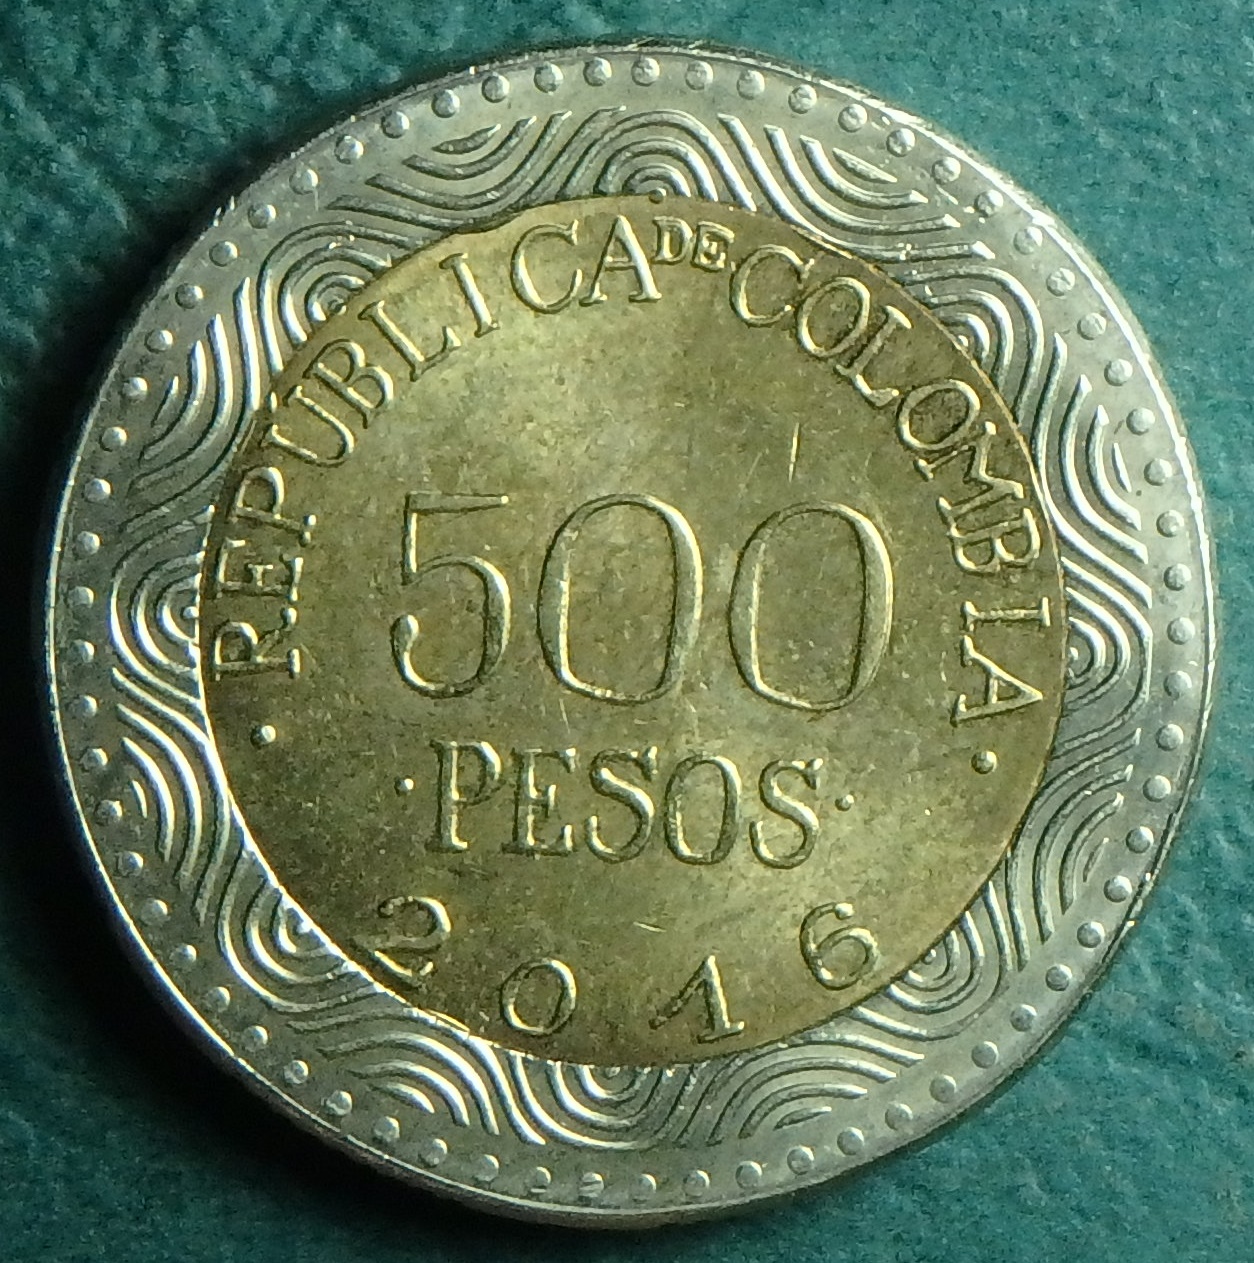 REPUBLICA DE COLOMBIA
500
·PESOS·
2016